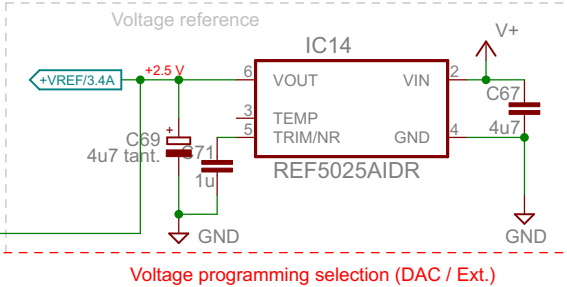 Voltage reference
IC14
V+
+VREF/3.4A
+2.5 V
6 VOUT VIN 2
3 TEMP
5 TRIM/NR GND 4
C67
4u7
C69
4u7 tant.
C71
1u
REF5025AIDR
GND
GND
Voltage programming selection (DAC / Ext.)